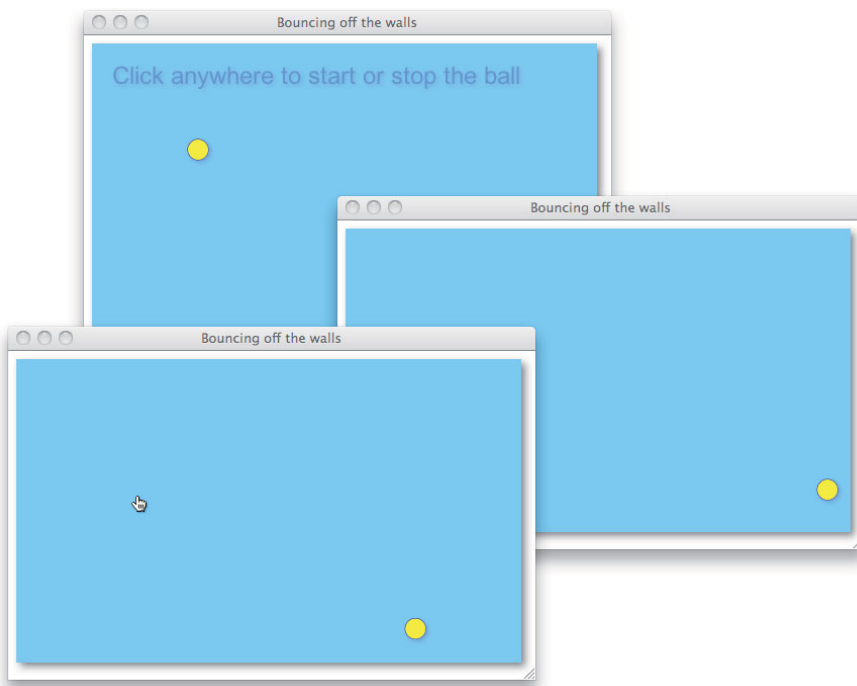 Bouncing off the walls
Click anywhere to start or stop the ball
Bouncing off the walls
Bouncing off the walls